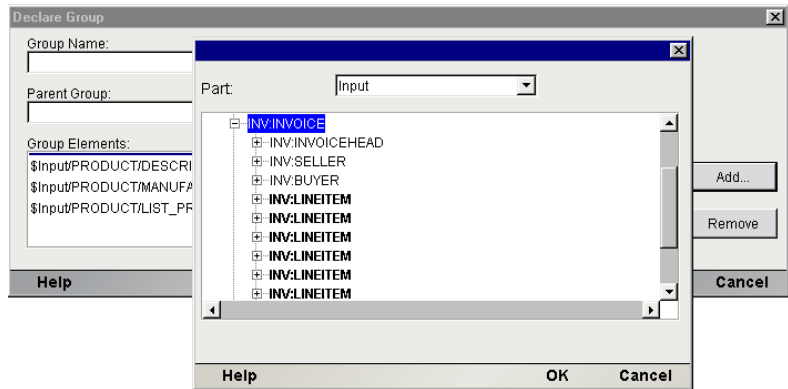 Declare Group
Group Name:
Parent Group:
Group Elements:
$Input/PRODUCT/DESCRI
$Input/PRODUCT/MANUFA
$Input/PRODUCT/LIST_PR
Add...
Remove
Help
Cancel
Part:
Input
INV:INVOICE
INV:INVOICEHEAD
INV:SELLER
INV:BUYER
INV:LINEITEM
INV:LINEITEM
INV:LINEITEM
INV:LINEITEM
INV:LINEITEM
INV:LINEITEM
Help
OK
Cancel